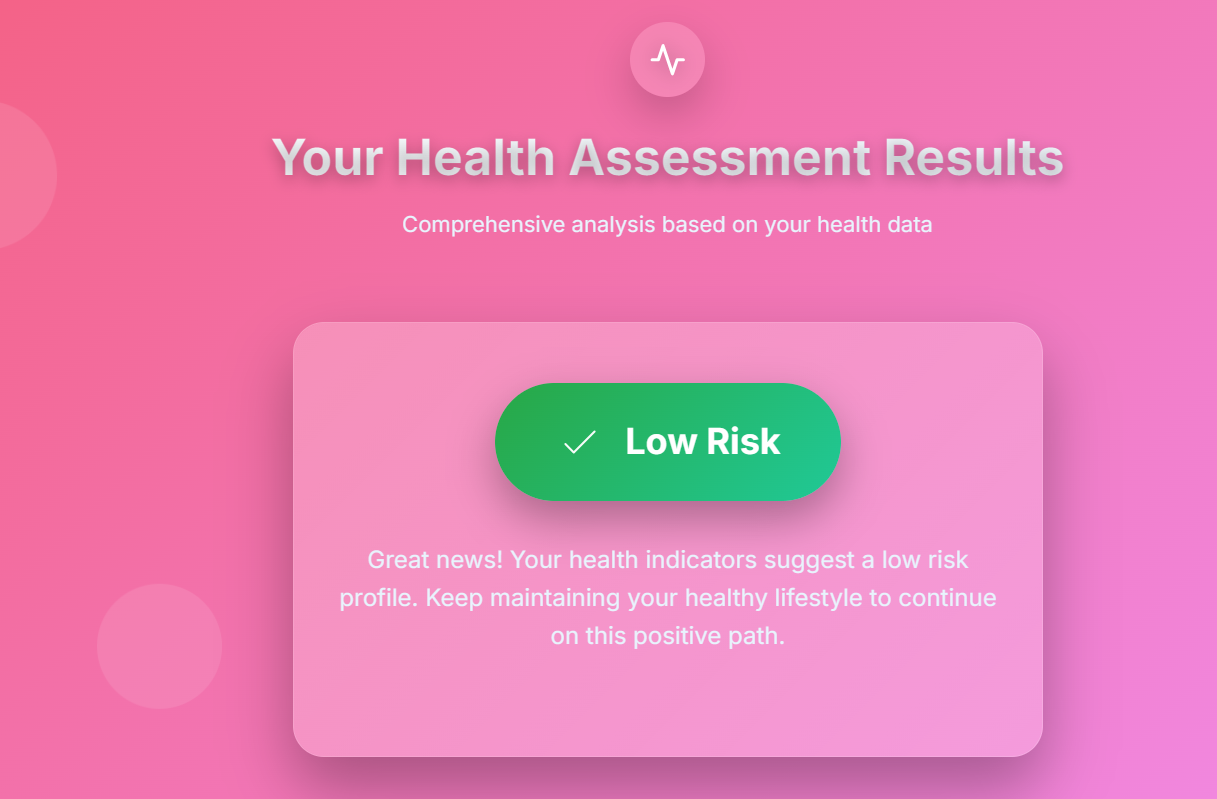 Your Health Assessment Results
Comprehensive analysis based on your health data
Low Risk
Great news! Your health indicators suggest a low risk
profile. Keep maintaining your healthy lifestyle to continue
on this positive path.